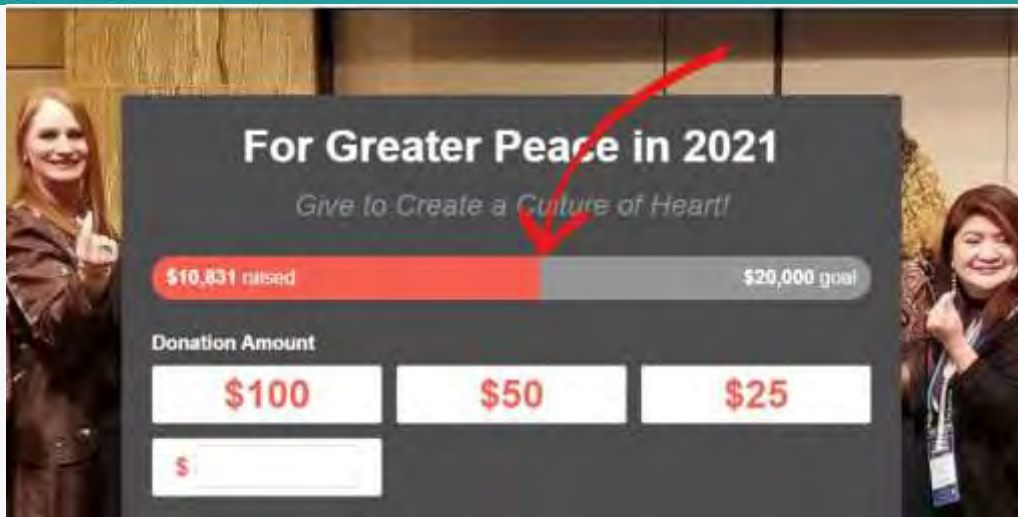 For Greater Peace in 2021
Give to Create a Culture of Heart!
$10,831 raised $20,000 goal
Donation Amount
$100 $50 $25
$